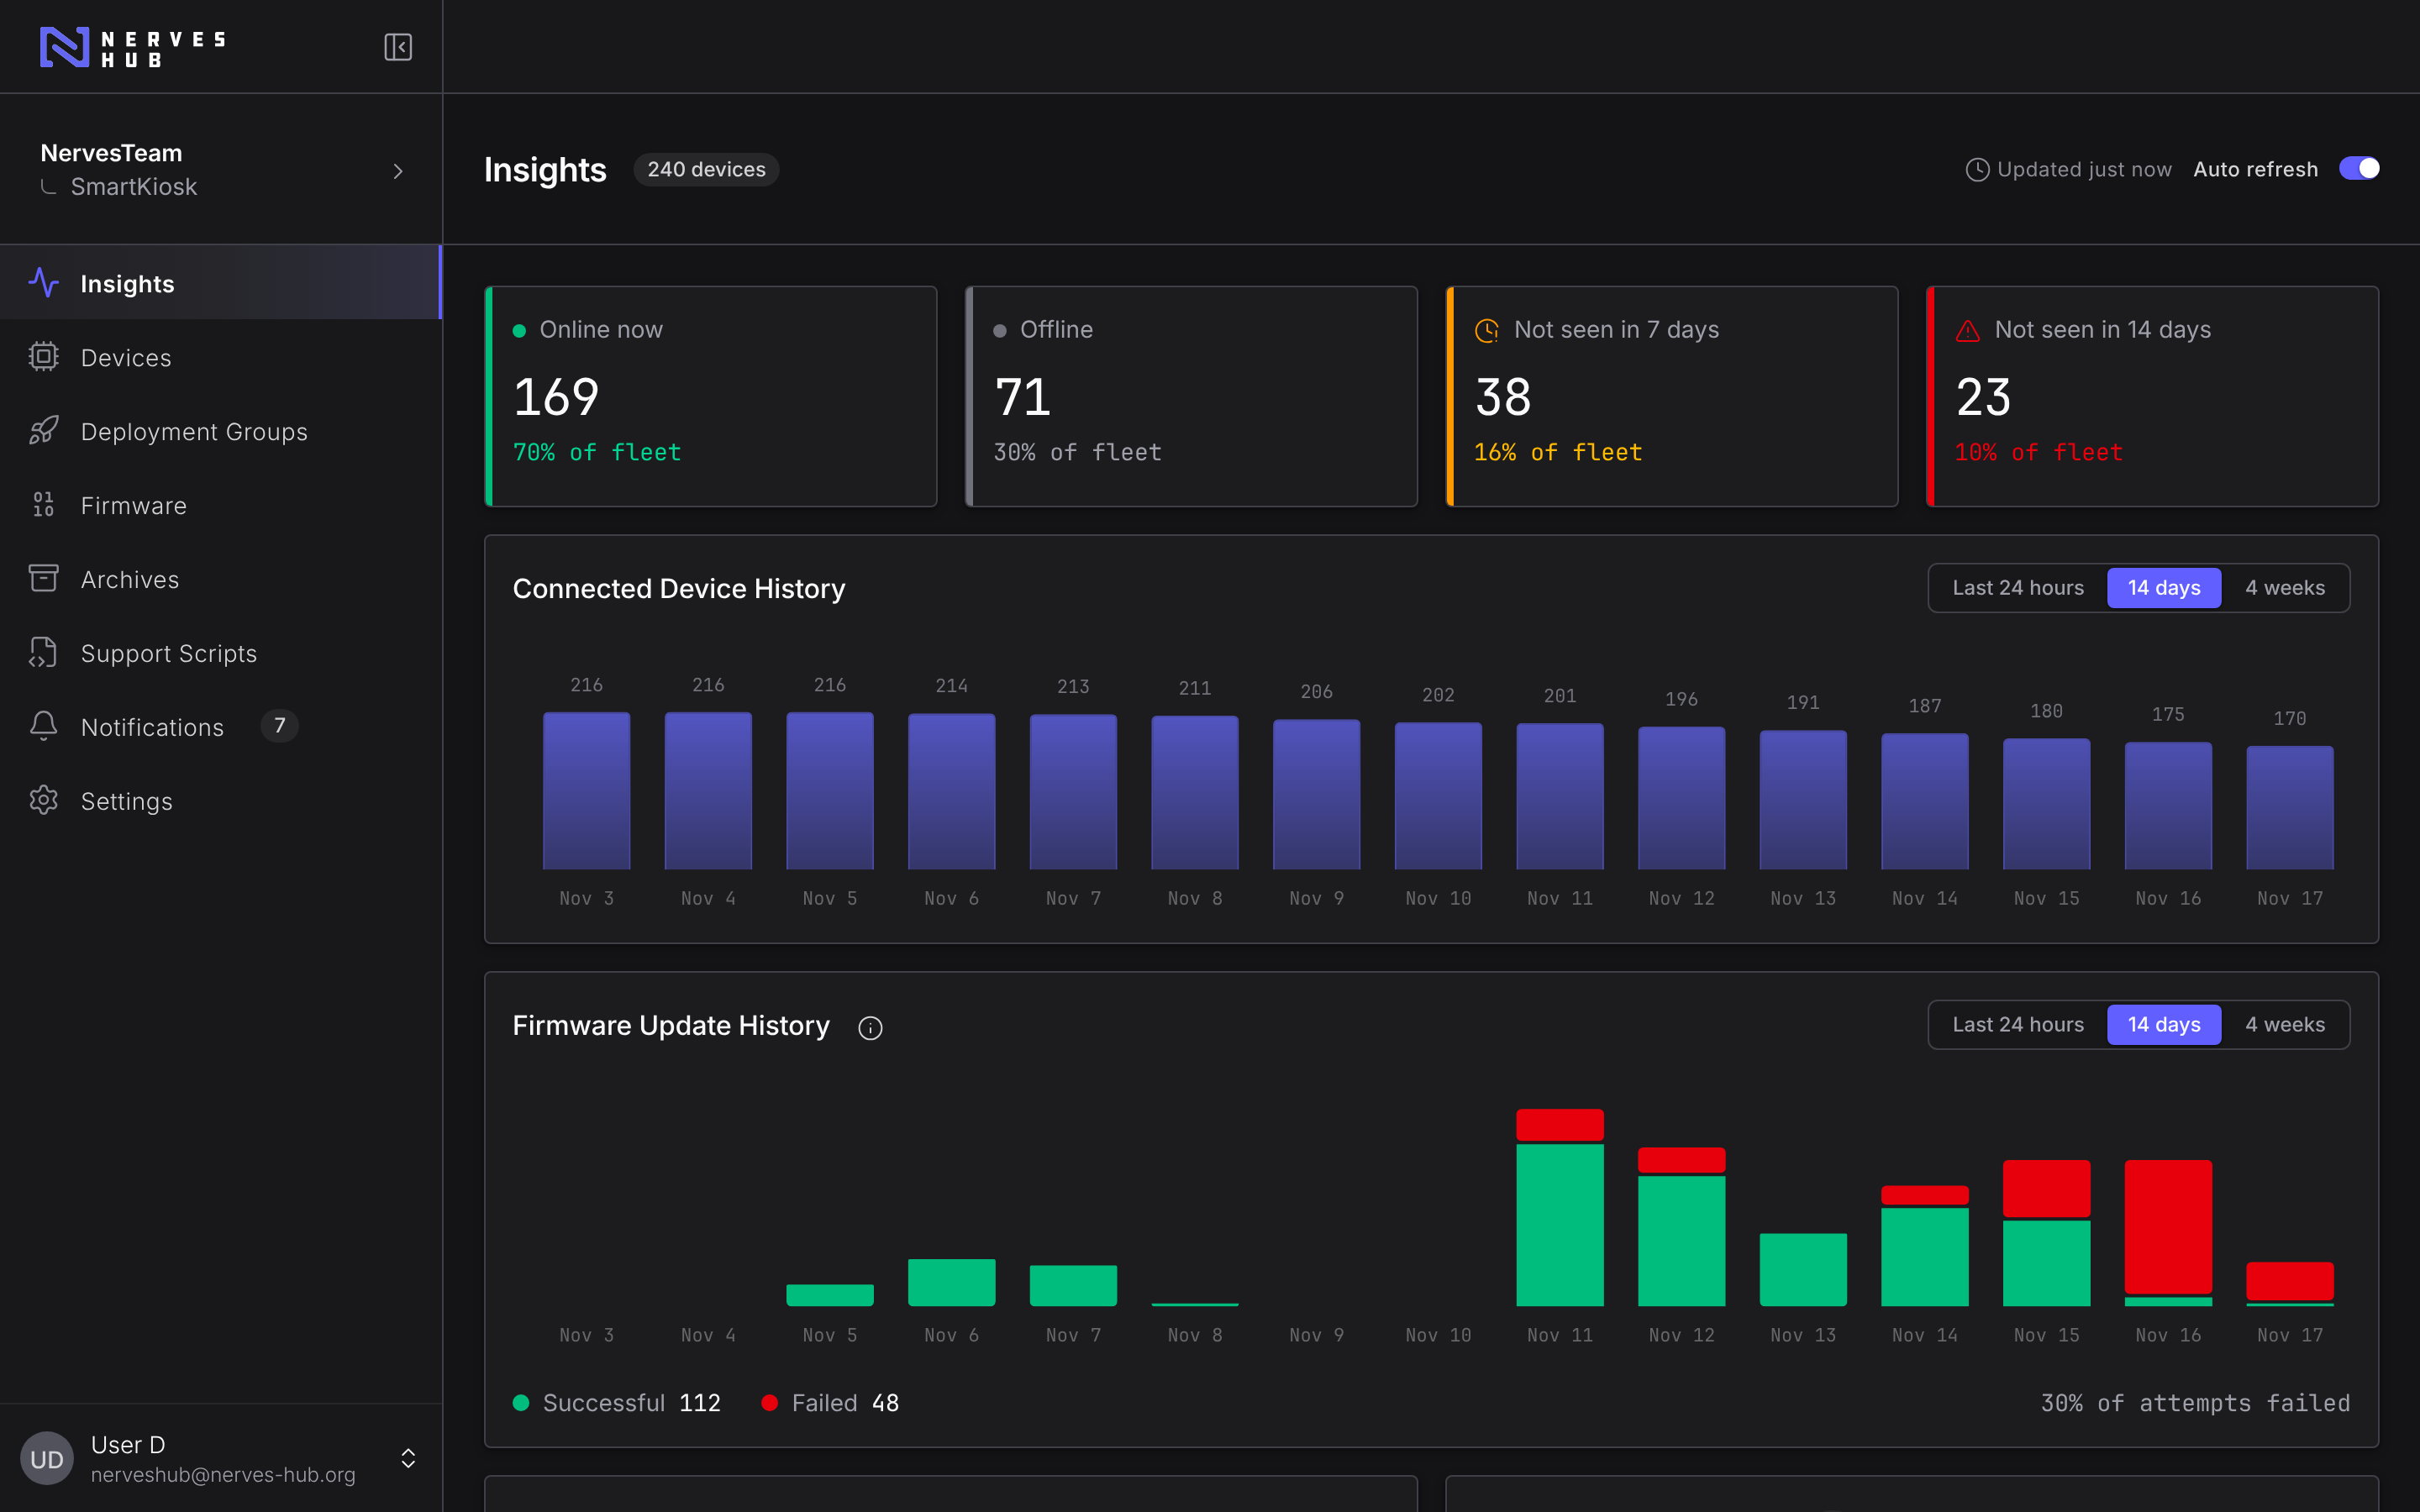 NERVES
HUB
NervesTeam
SmartKiosk
Insights
Devices
Deployment Groups
Firmware
Archives
Support Scripts
Notifications 7
Settings
UD
User D
nerveshub@nerves-hub.org
Insights 240 devices
Updated just now Auto refresh
Online now
169
70% of fleet
Offline
71
30% of fleet
Not seen in 7 days
38
16% of fleet
Not seen in 14 days
23
10% of fleet
Connected Device History
Last 24 hours 14 days 4 weeks
216 216 216 214 213 211 206 202 201 196 191 187 180 175 170
Nov 3 Nov 4 Nov 5 Nov 6 Nov 7 Nov 8 Nov 9 Nov 10 Nov 11 Nov 12 Nov 13 Nov 14 Nov 15 Nov 16 Nov 17
Firmware Update History
Last 24 hours 14 days 4 weeks
Nov 3 Nov 4 Nov 5 Nov 6 Nov 7 Nov 8 Nov 9 Nov 10 Nov 11 Nov 12 Nov 13 Nov 14 Nov 15 Nov 16 Nov 17
Successful 112 Failed 48
30% of attempts failed